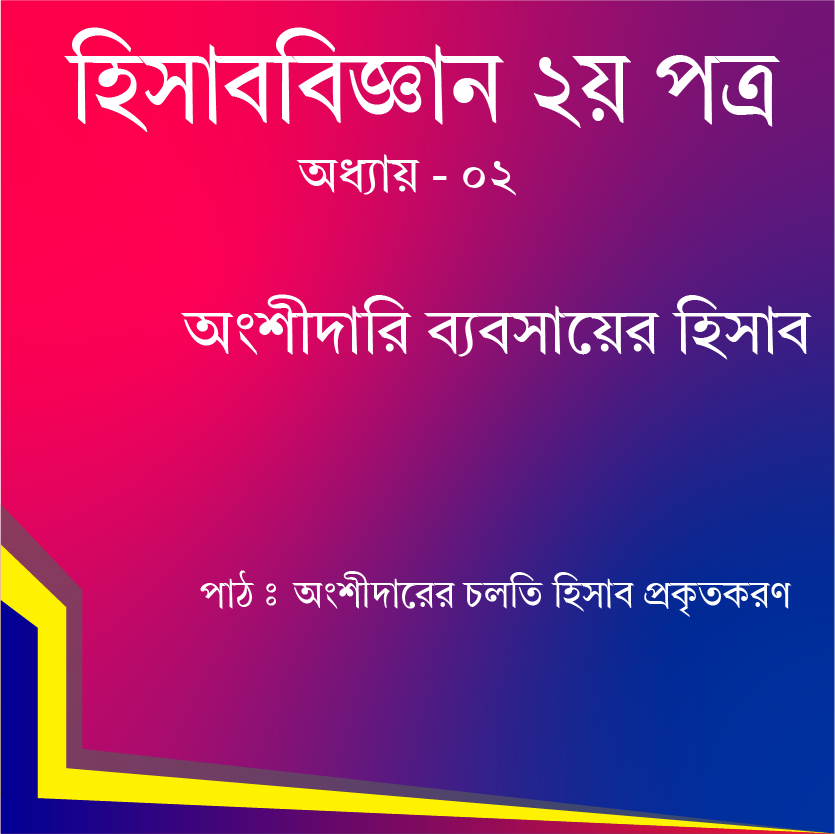 হিসাববিজ্ঞান ২য় পত্র
অধ্যায় - ০২
অংশীদারি ব্যবসায়ের হিসাব
পাঠ ঃ অংশীদারের চলতি হিসাব প্রকৃতকরণ